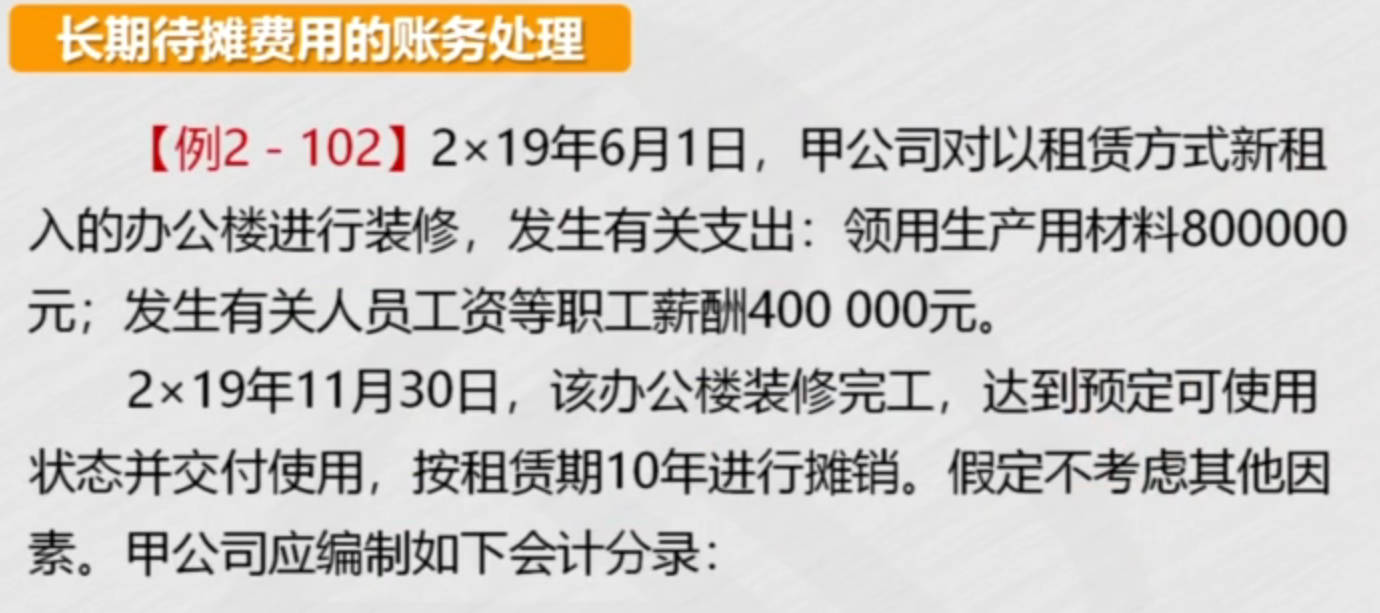 长期待摊费用的账务处理
【例2-102】2×19年6月1日，甲公司对以租赁方式新租
入的办公楼进行装修，发生有关支出：领用生产用材料800000
元；发生有关人员工资等职工薪酬400 000元。
2×19年11月30日，该办公楼装修完工，达到预定可使用
状态并交付使用，按租赁期10年进行摊销。假定不考虑其他因
素。甲公司应编制如下会计分录：